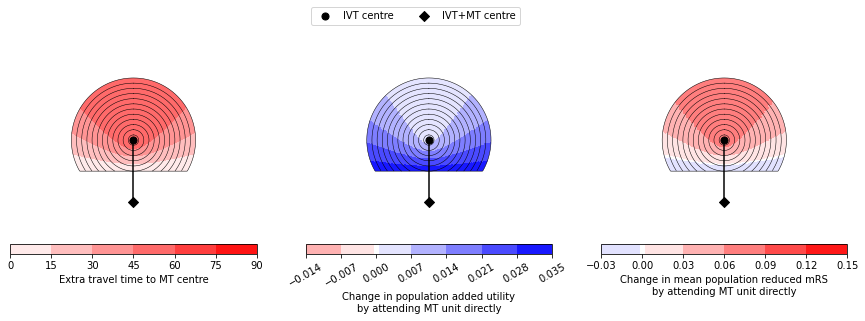 IVT centre IVT+MT centre
0 15 30 45 60 75 90
Extra travel time to MT centre
−0.014 −0.007 0.000 0.007 0.014 0.021 0.028 0.035
Change in population added utility
by attending MT unit directly
−0.03 0.00 0.03 0.06 0.09 0.12 0.15
Change in mean population reduced mRS
by attending MT unit directly